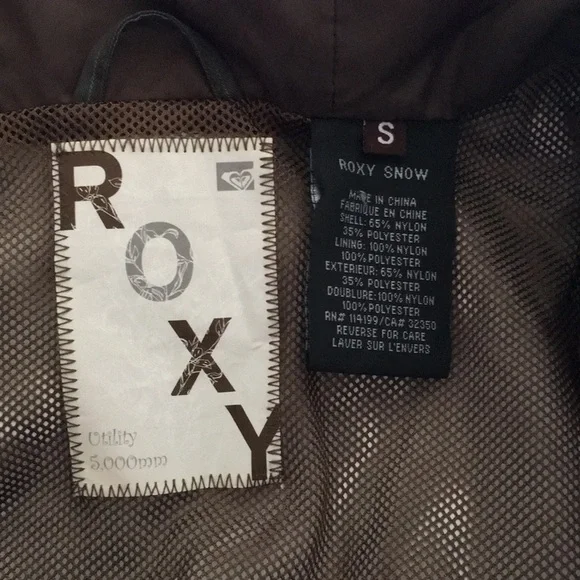 R
O
X
Y
Utility
5.000mm
S
ROXY SNOW
MADE IN CHINA
FABRIQUE EN CHINE
SHELL: 65% NYLON
35% POLYESTER
LINING: 100% NYLON
100% POLYESTER
EXTERIEUR: 65% NYLON
35% POLYESTER
DOUBLURE: 100% NYLON
100% POLYESTER
RN# 114199/CA# 32350
REVERSE FOR CARE
LAVER SUR L'ENVERS